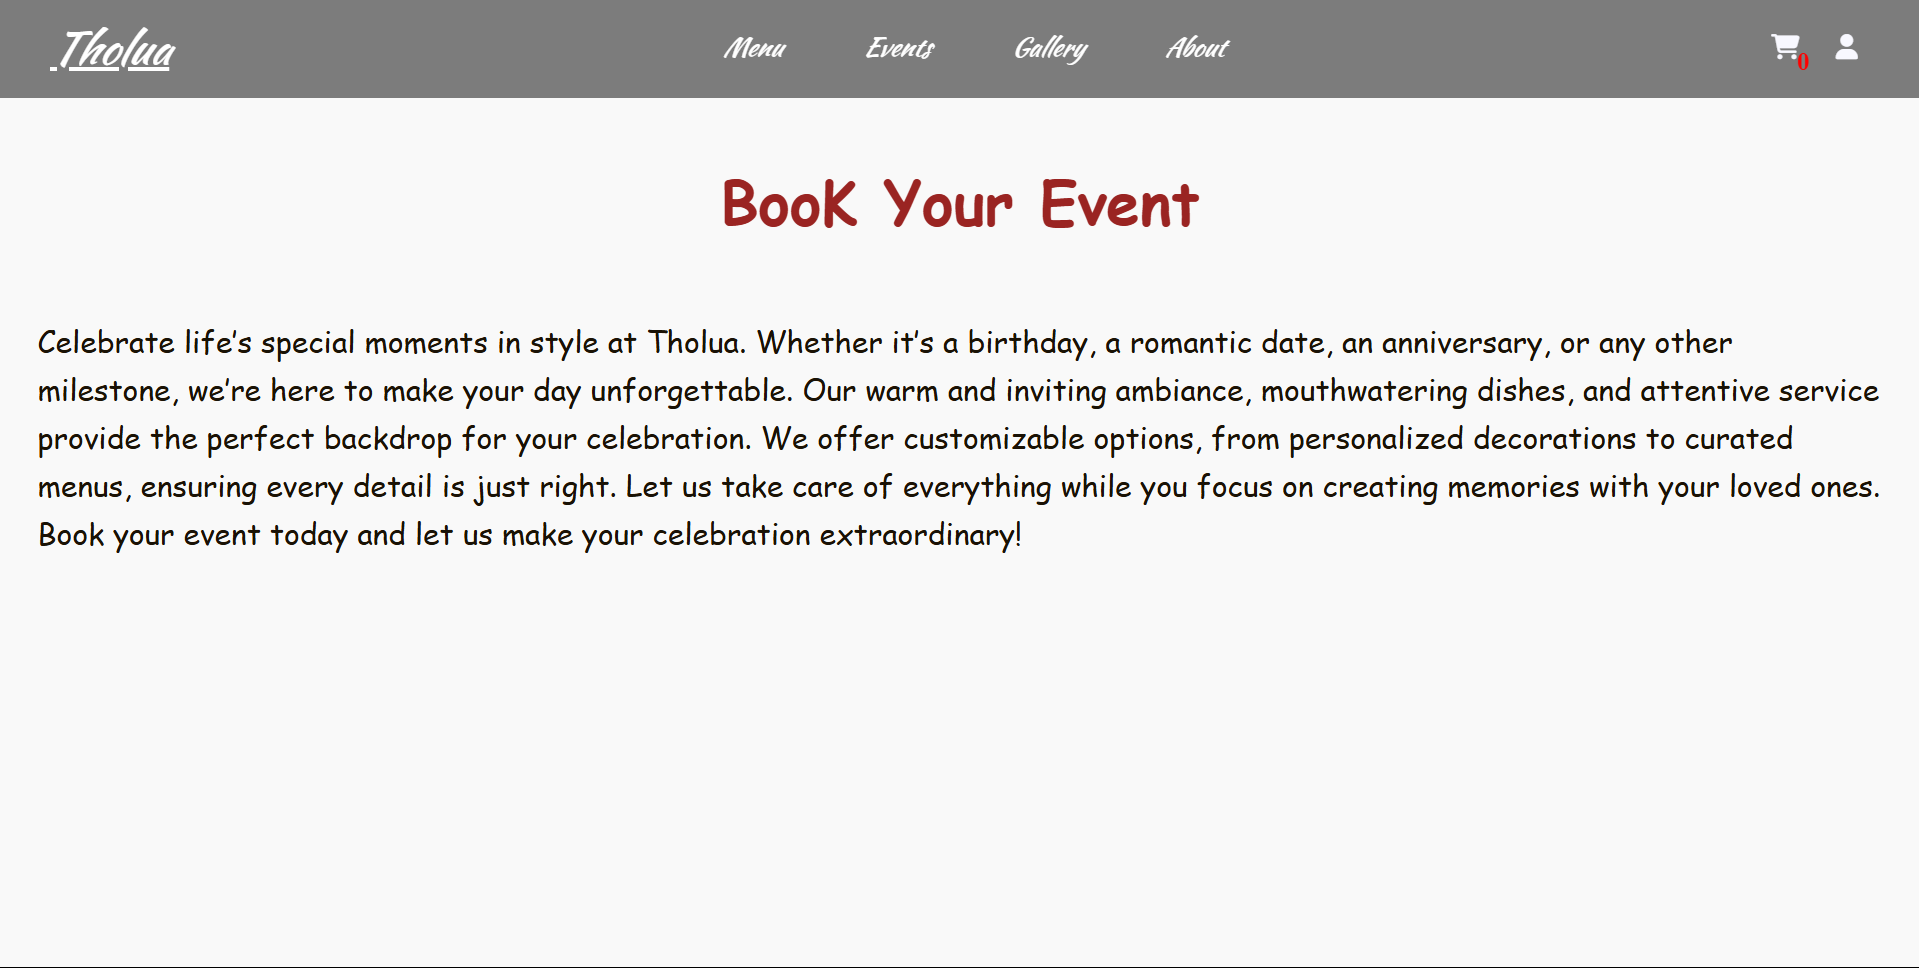 Tholua
Menu
Events
Gallery
About
0
BooK Your Event
Celebrate life's special moments in style at Tholua. Whether it's a birthday, a romantic date, an anniversary, or any other
milestone, we're here to make your day unforgettable. Our warm and inviting ambiance, mouthwatering dishes, and attentive service
provide the perfect backdrop for your celebration. We offer customizable options, from personalized decorations to curated
menus, ensuring every detail is just right. Let us take care of everything while you focus on creating memories with your loved ones.
Book your event today and let us make your celebration extraordinary!